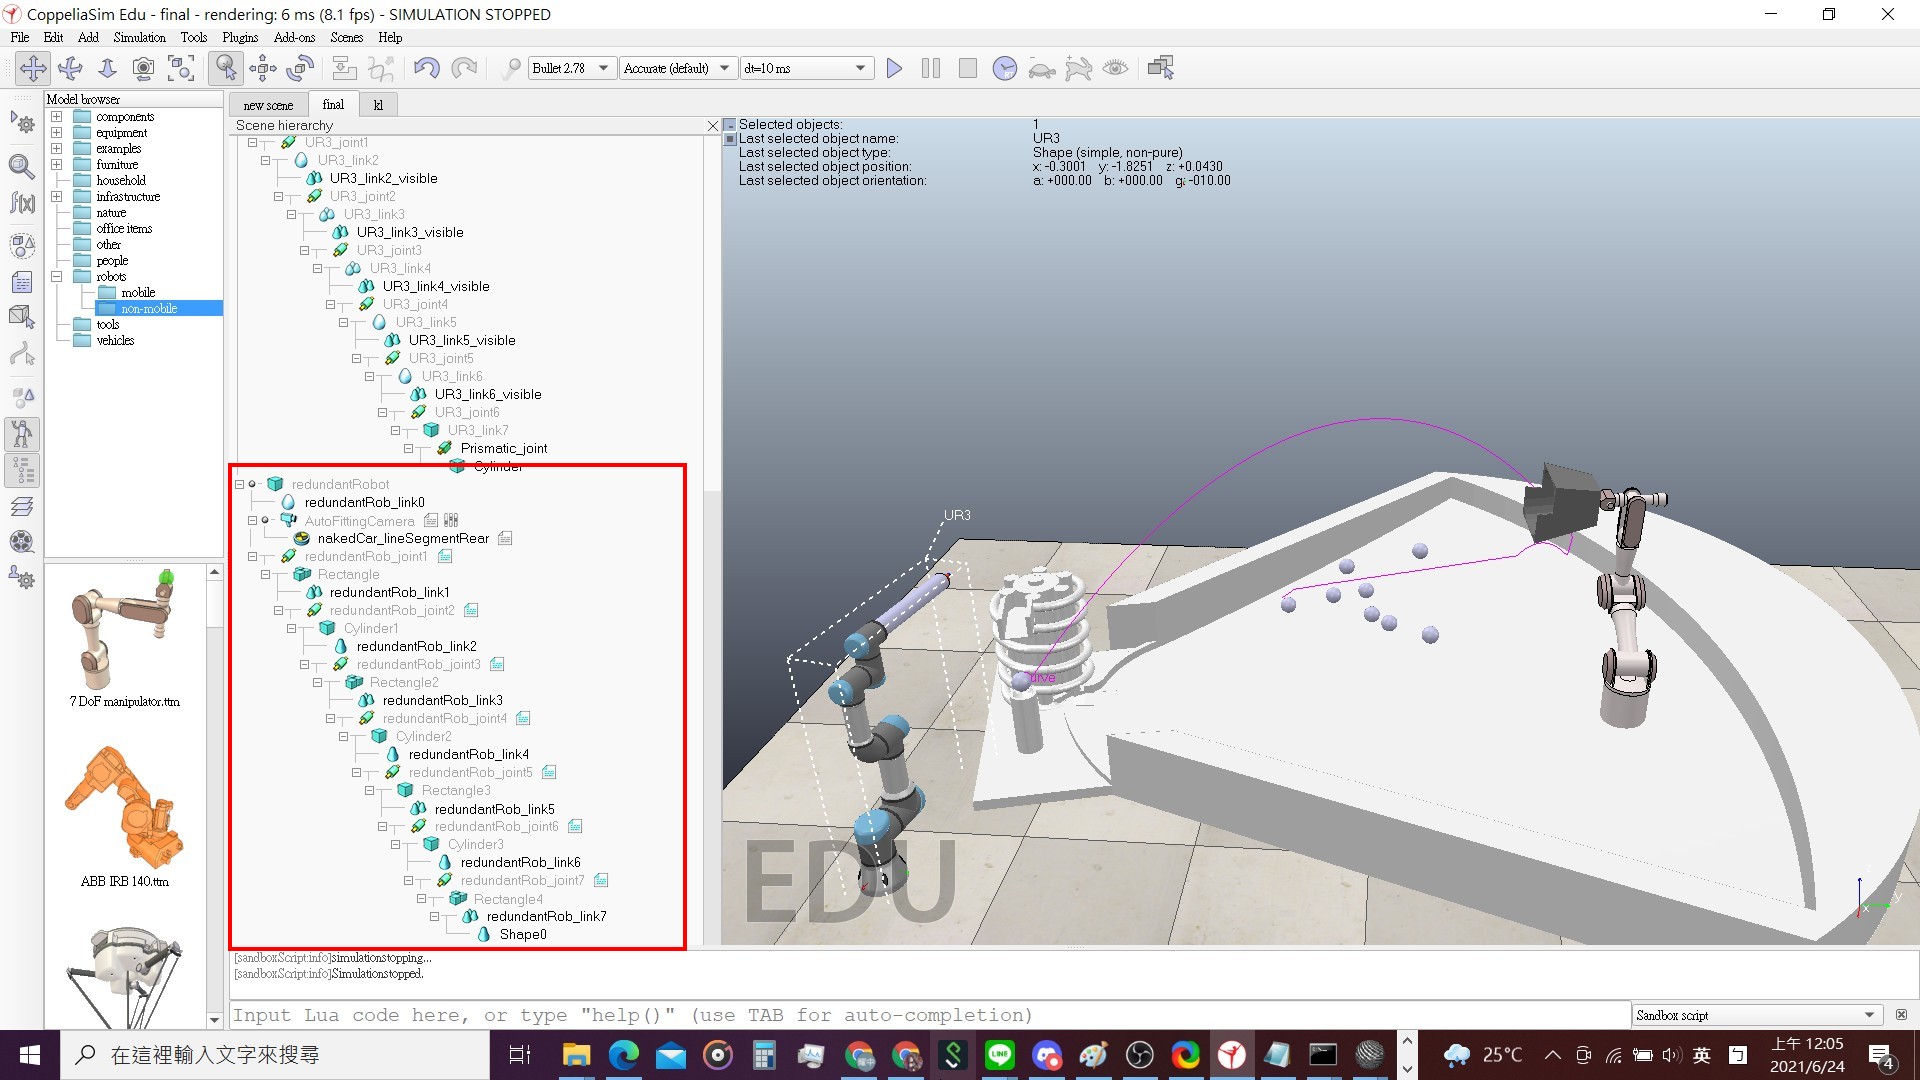 CoppeliaSim Edu - final - rendering: 6 ms (8.1 fps) - SIMULATION STOPPED
File Edit Add Simulation Tools Plugins Add-ons Scenes Help
Bullet 2.78 Accurate (default) dt=10 ms
Model browser
components
equipment
examples
furniture
household
infrastructure
nature
office items
other
people
robots
mobile
non-mobile
tools
vehicles
7 DoF manipulator.ttm
ABB IRB 140.ttm
new scene final kl
Scene hierarchy
UR3_joint1
UR3_link2
UR3_link2_visible
UR3_joint2
UR3_link3
UR3_link3_visible
UR3_joint3
UR3_link4
UR3_link4_visible
UR3_joint4
UR3_link5
UR3_link5_visible
UR3_joint5
UR3_link6
UR3_link6_visible
UR3_joint6
UR3_link7
Prismatic_joint
Cylinder
redundantRobot
redundantRob_link0
AutoFittingCamera
nakedCar_lineSegmentRear
redundantRob_joint1
Rectangle
redundantRob_link1
redundantRob_joint2
Cylinder1
redundantRob_link2
redundantRob_joint3
Rectangle2
redundantRob_link3
redundantRob_joint4
Cylinder2
redundantRob_link4
redundantRob_joint5
Rectangle3
redundantRob_link5
redundantRob_joint6
Cylinder3
redundantRob_link6
redundantRob_joint7
Rectangle4
redundantRob_link7
Shape0
Selected objects: 1
Last selected object name: UR3
Last selected object type: Shape (simple, non-pure)
Last selected object position: x: -0.3001 y: -1.8251 z: +0.0430
Last selected object orientation: a: +000.00 b: +000.00 g: -010.00
UR3
urve
EDU
z
x y
[sandboxScript:info]simulationstopping...
[sandboxScript:info]Simulationstopped.
Input Lua code here, or type "help()" (use TAB for auto-completion)
Sandbox script
在這裡輸入文字來搜尋
LINE
25°C
英
上午 12:05
2021/6/24
4